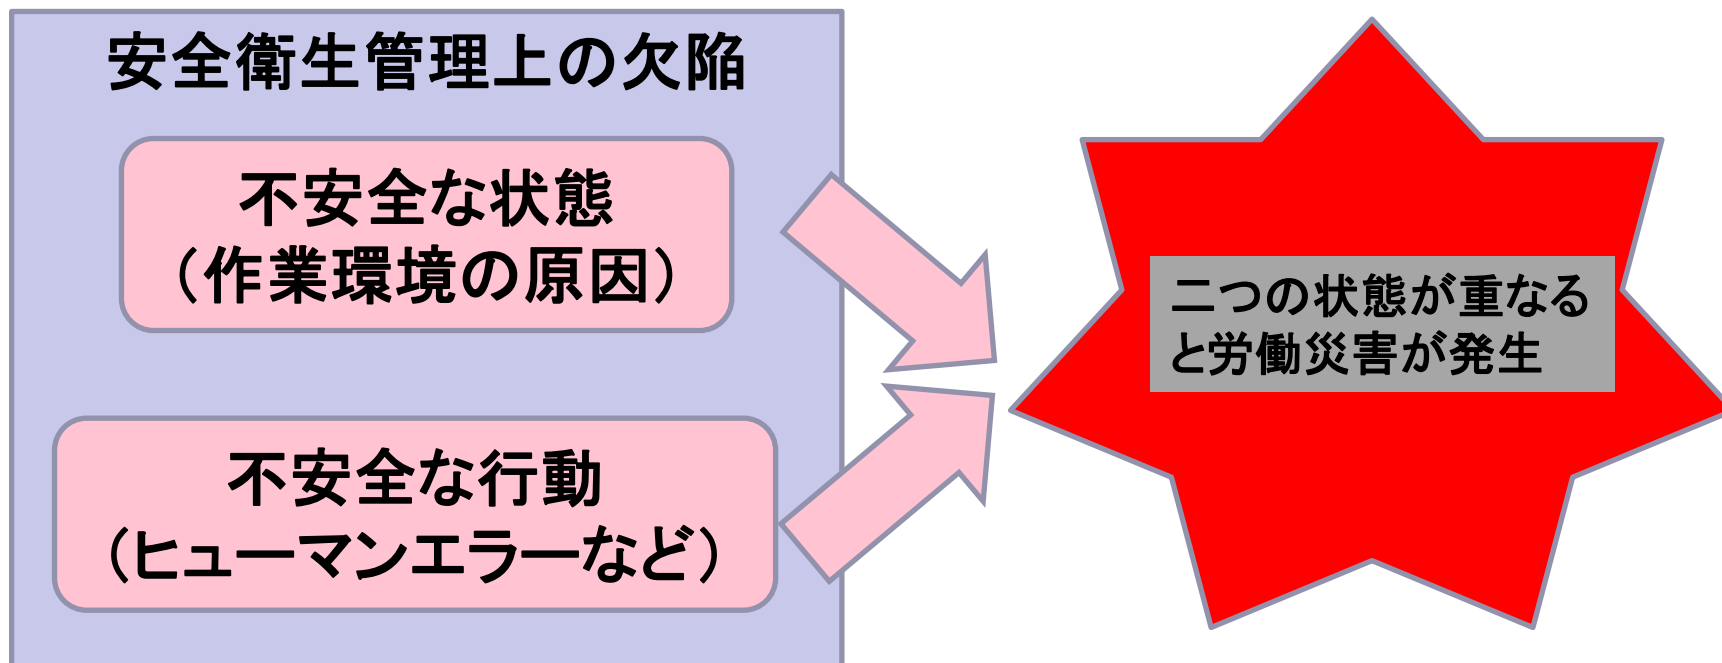 安全衛生管理上の欠陥
不安全な状態
（作業環境の原因）
不安全な行動
（ヒューマンエラーなど）
二つの状態が重なる
と労働災害が発生